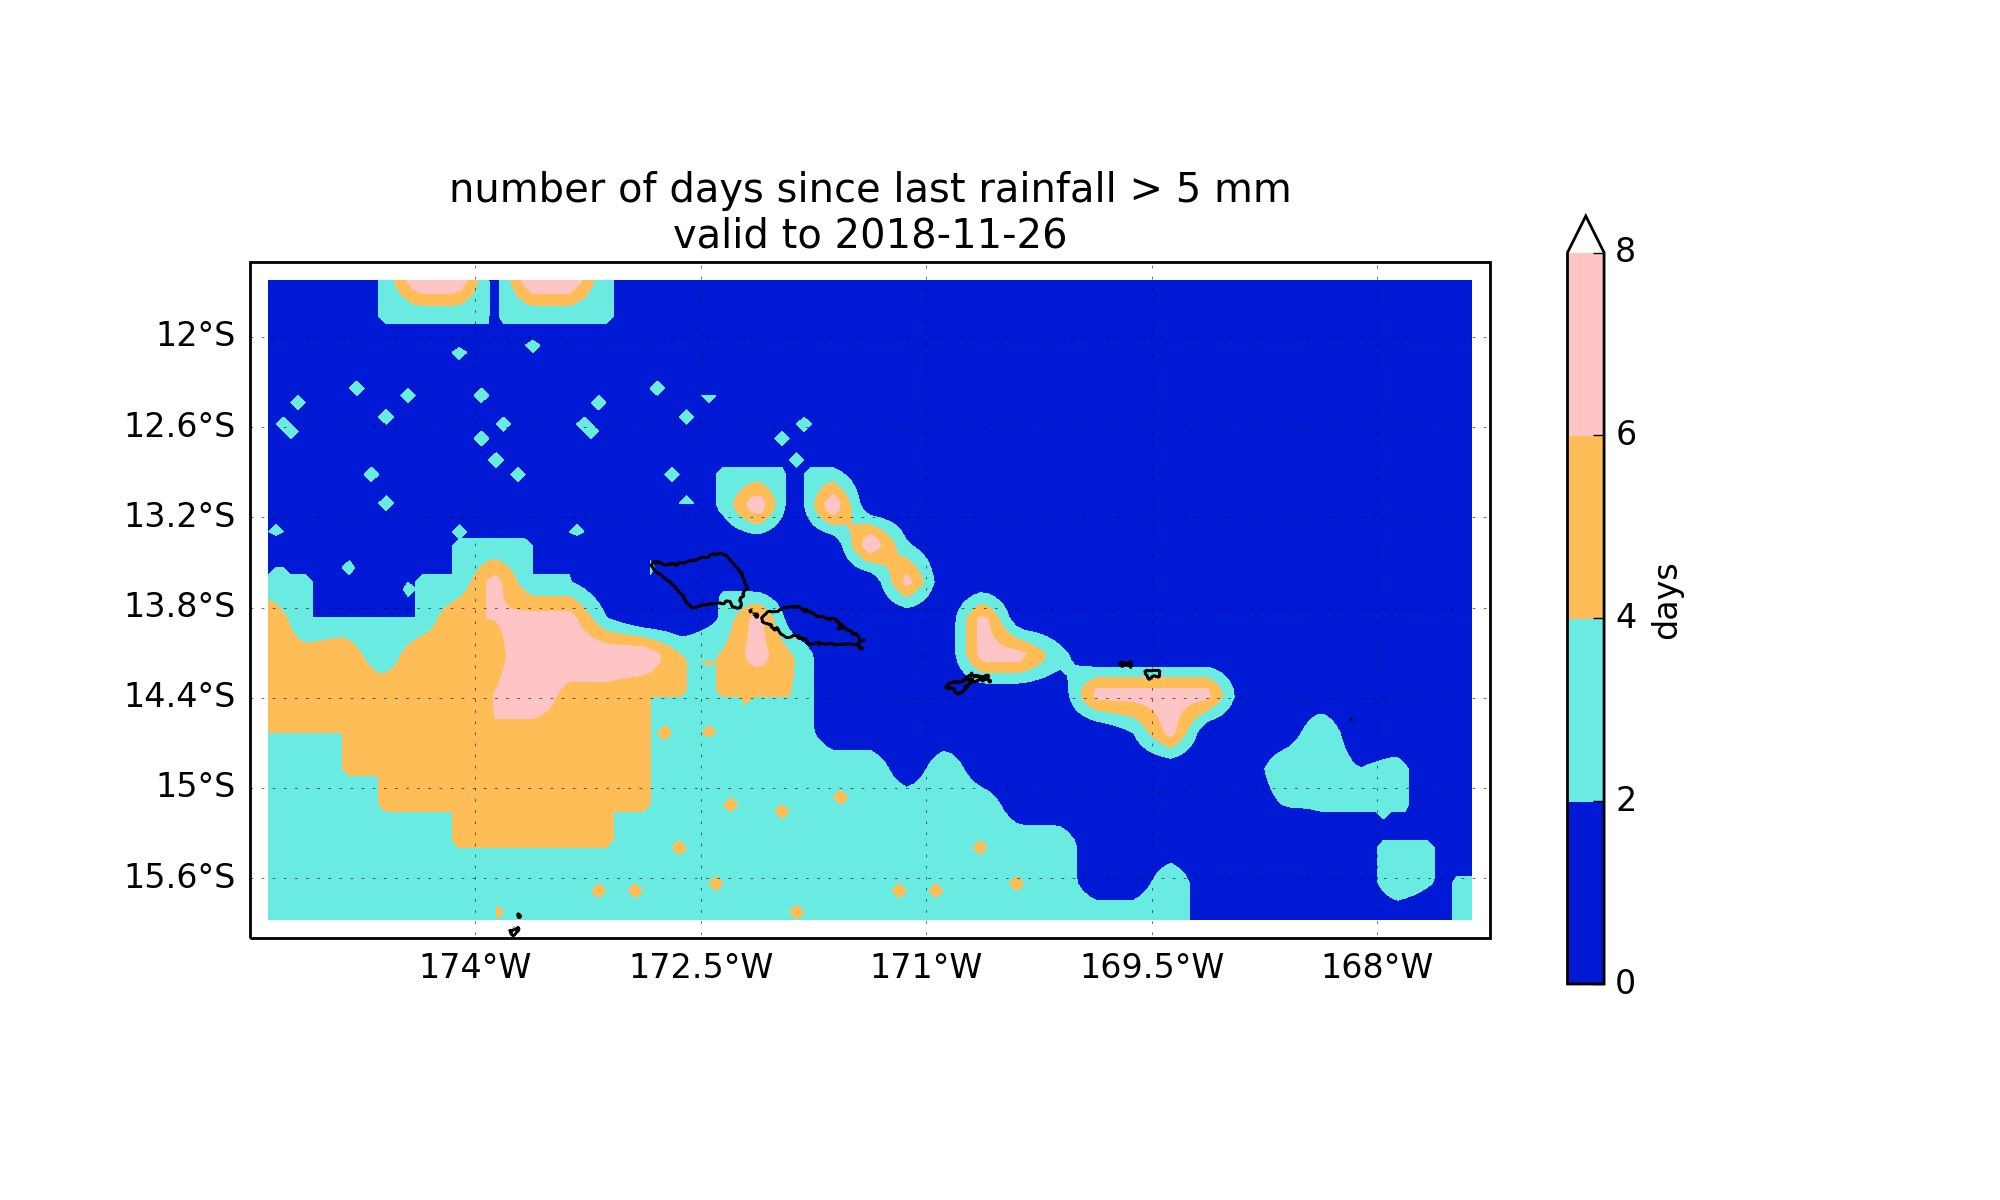 number of days since last rainfall > 5 mm
valid to 2018-11-26
12°S
12.6°S
13.2°S
13.8°S
14.4°S
15°S
15.6°S
174°W
172.5°W
171°W
169.5°W
168°W
8
6
4
2
0
days